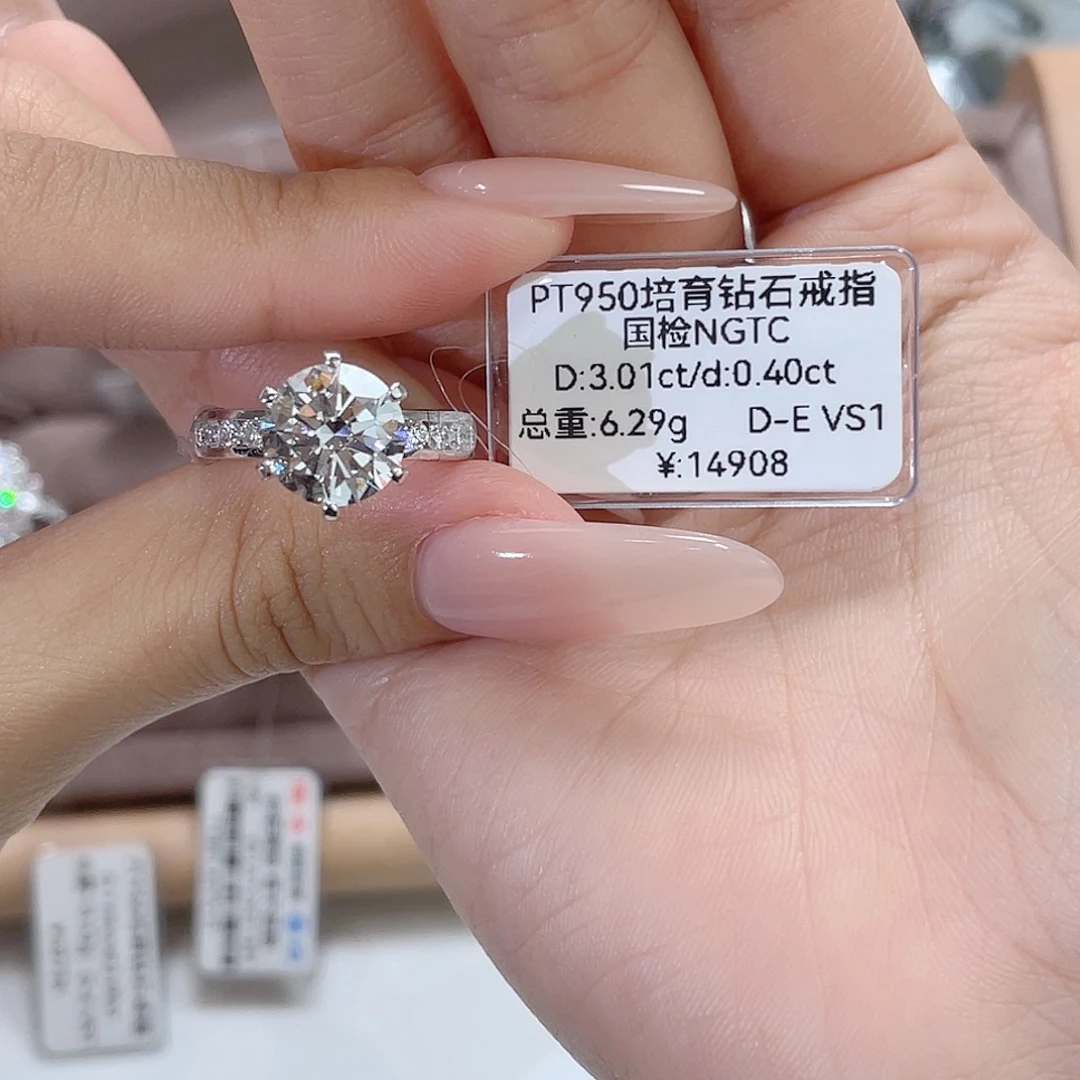 PT950培育钻石戒指
国检NGTC
D:3.01ct/d:0.40ct
总重:6.29g D-E VS1
¥:14908